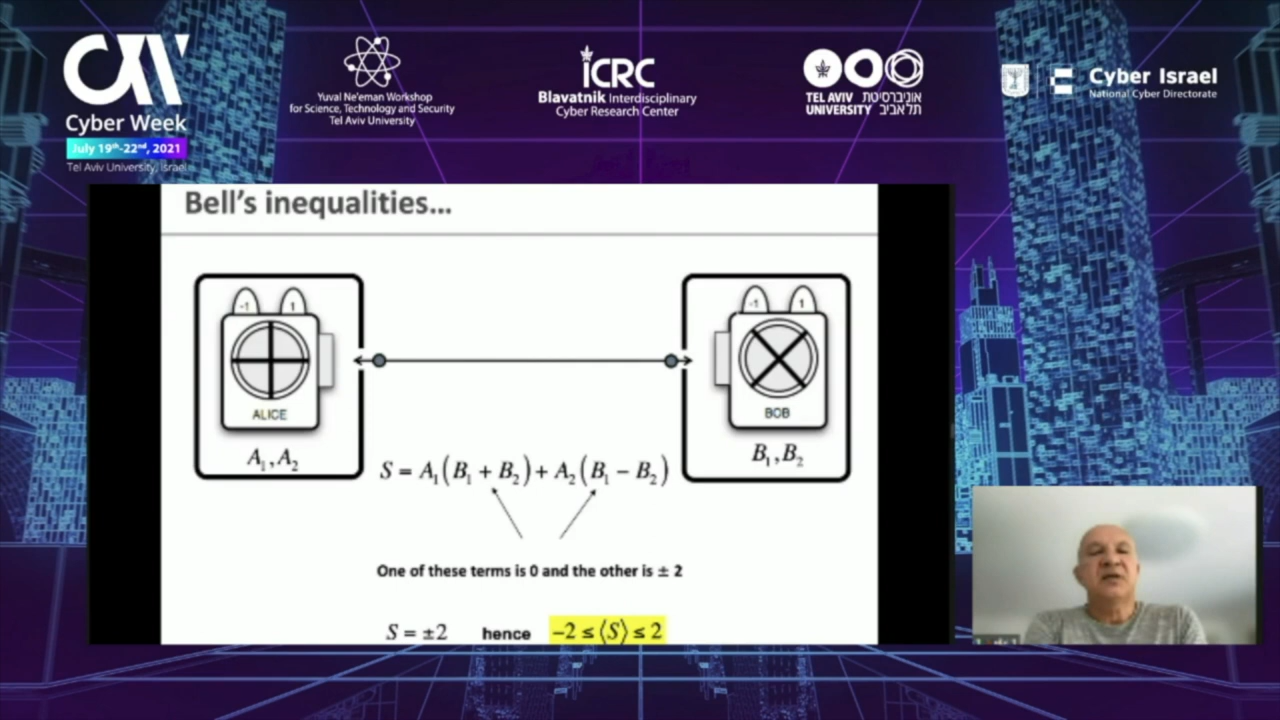 Cyber Week
July 19th-22nd, 2021
Tel Aviv University, Israel
Yuval Ne'eman Workshop
for Science, Technology and Security
Tel Aviv University
ICRC
Blavatnik Interdisciplinary
Cyber Research Center
TEL AVIV אוניברסיטת
UNIVERSITY תל אביב
Cyber Israel
National Cyber Directorate
Bell's inequalities...
-1 1
ALICE
A₁, A₂
-1 1
BOB
B₁, B₂
S = A₁(B₁ + B₂) + A₂(B₁ − B₂)
One of these terms is 0 and the other is ± 2
S = ±2 hence −2 ≤ ⟨S⟩ ≤ 2